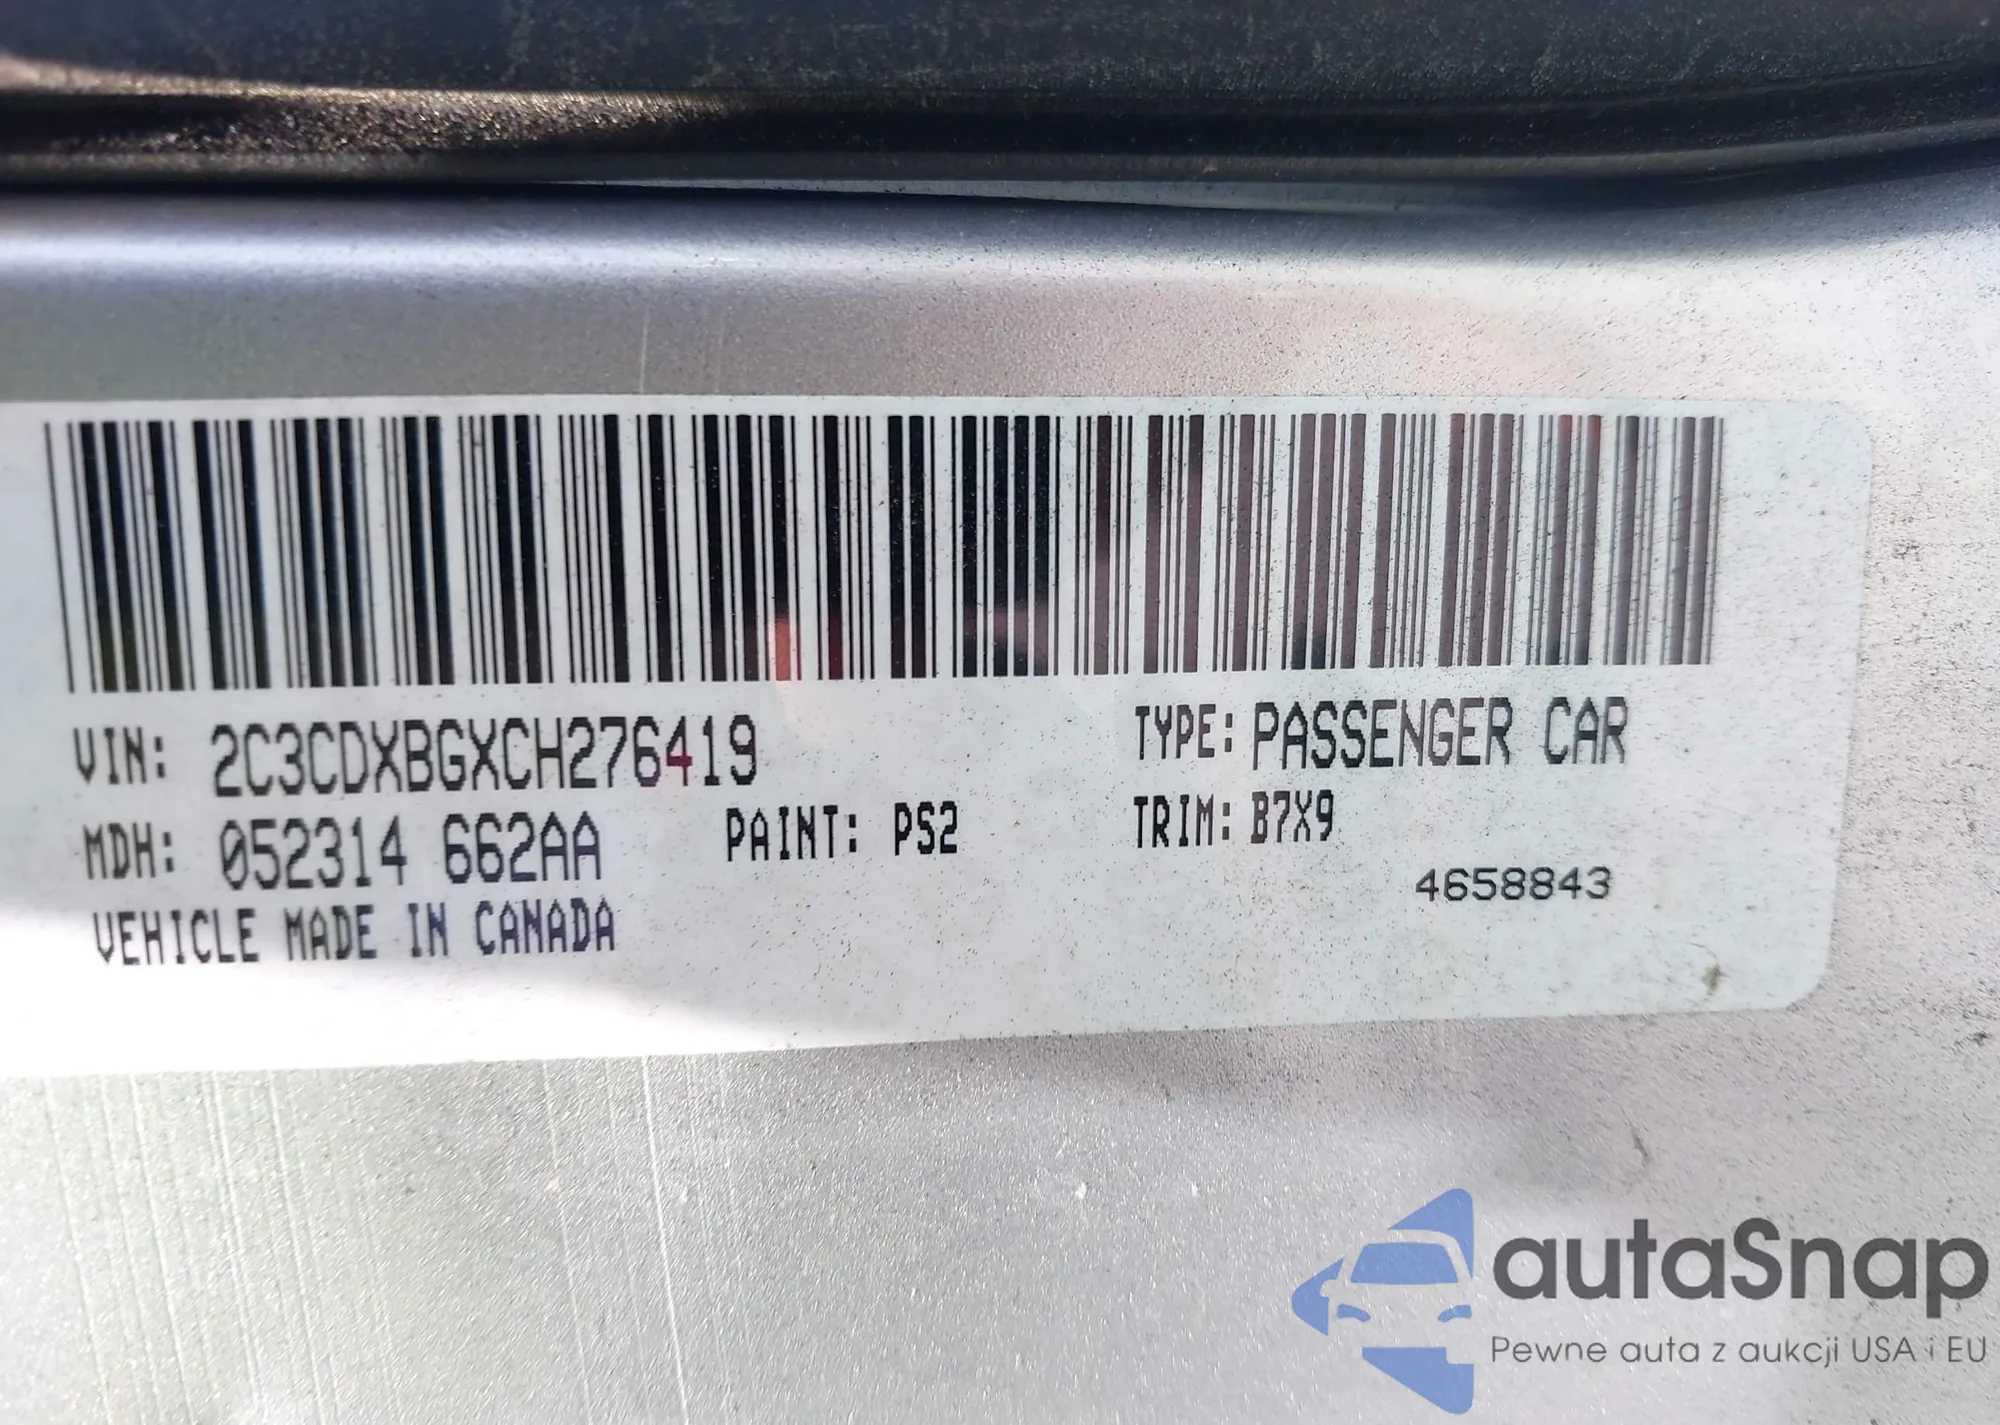 VIN: 2C3CDXBGXCH276419 TYPE: PASSENGER CAR
MDH: 052314 662AA PAINT: PS2 TRIM: B7X9
4658843
VEHICLE MADE IN CANADA
autaSnap
Pewne auta z aukcji USA i EU